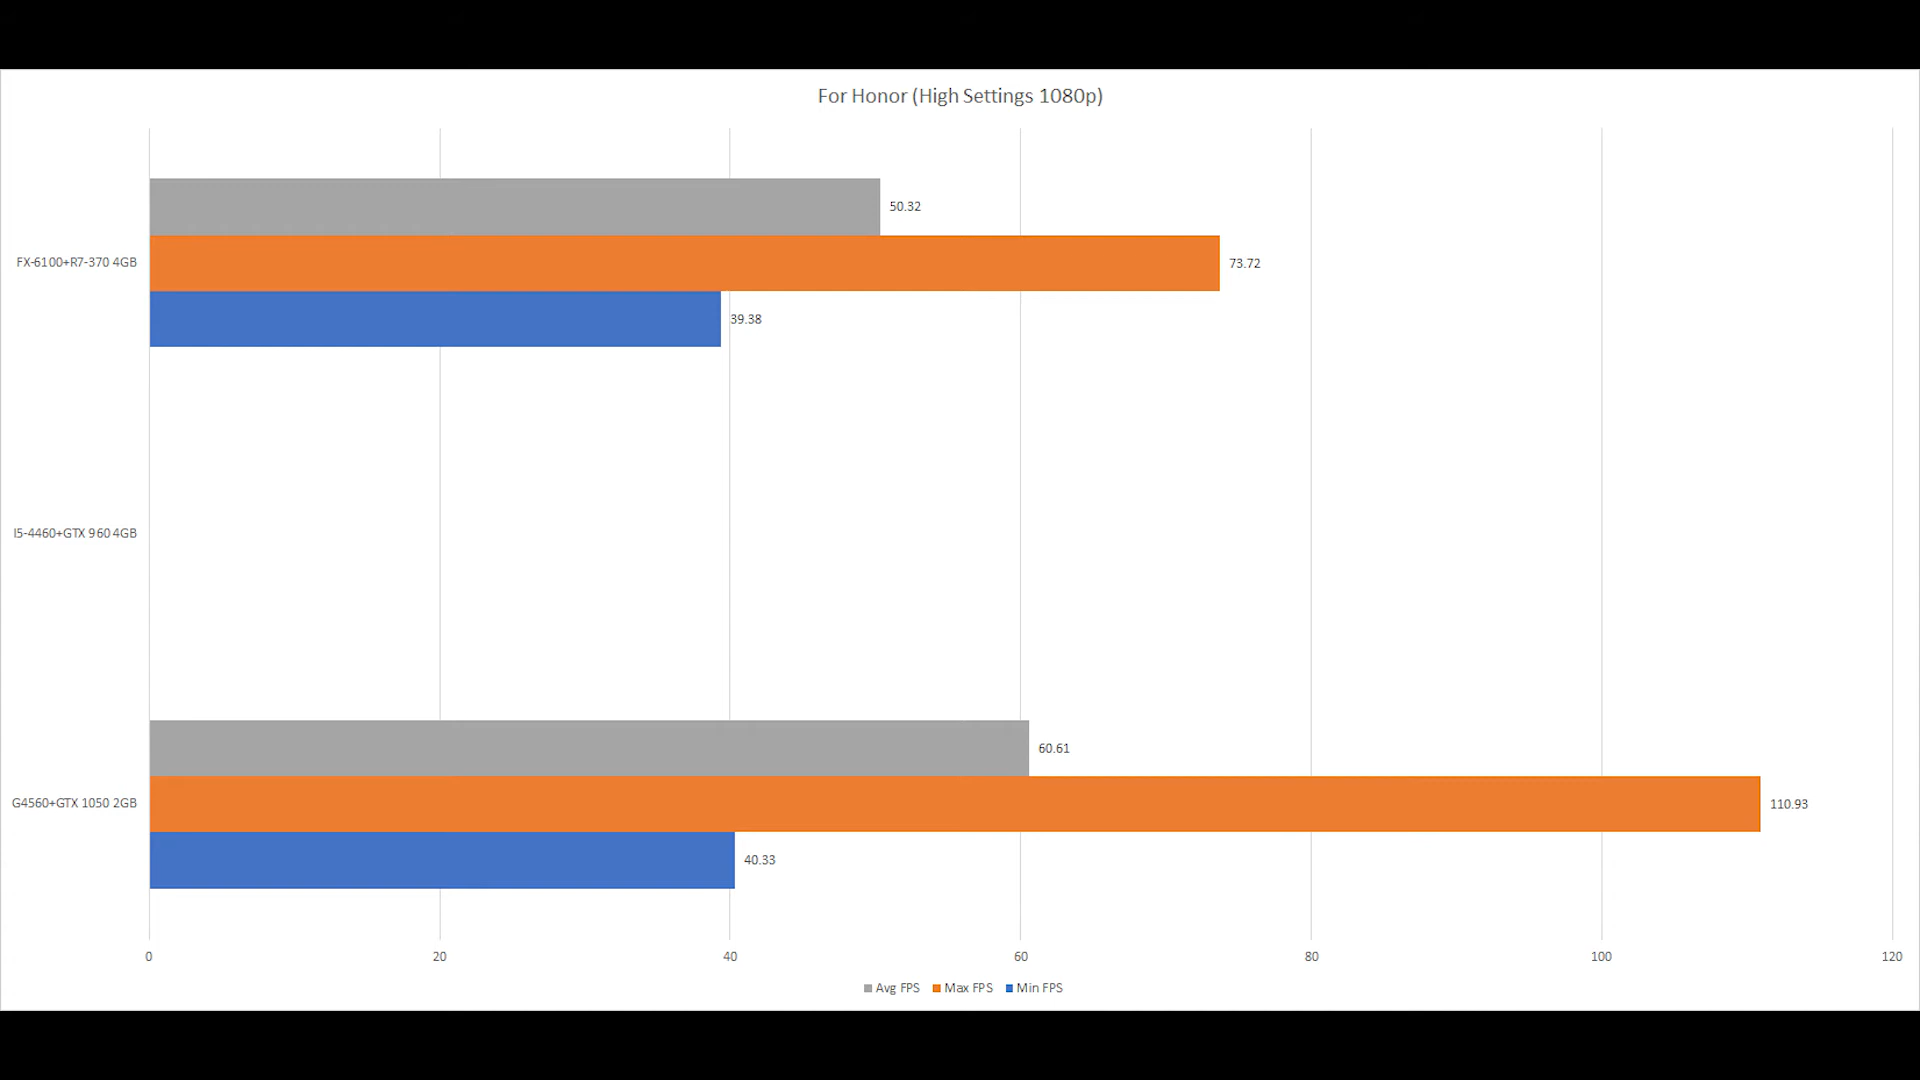 For Honor (High Settings 1080p)
50.32
FX-6100+R7-370 4GB
73.72
39.38
I5-4460+GTX 960 4GB
60.61
G4560+GTX 1050 2GB
110.93
40.33
0 20 40 60 80 100 120
Avg FPS Max FPS Min FPS